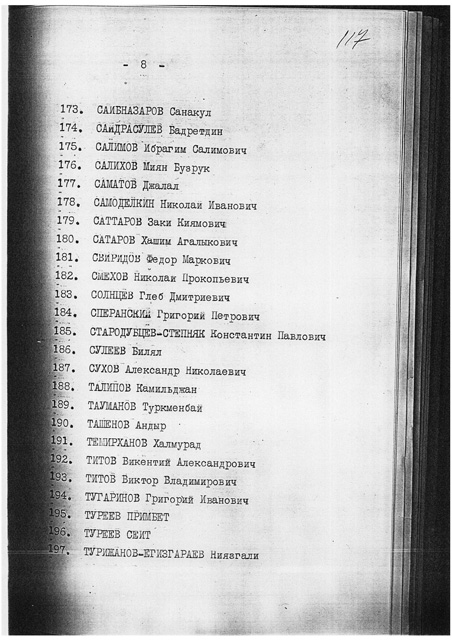 117
- 8 -
173. САИБНАЗАРОВ Санакул
174. САИДРАСУЛЕВ Бадретдин
175. САЛИМОВ Ибрагим Салимович
176. САЛИХОВ Миян Бузрук
177. САМАТОВ Джалал
178. САМОДЕЛКИН Николай Иванович
179. САТТАРОВ Заки Киямович
180. САТАРОВ Хашим Агалыкович
181. СВИРИДОВ Федор Маркович
182. СМЕХОВ Николай Прокопьевич
183. СОЛНЦЕВ Глеб Дмитриевич
184. СПЕРАНСКИЙ Григорий Петрович
185. СТАРОДУБЦЕВ-СТЕПНЯК Константин Павлович
186. СУЛЕЕВ Билял
187. СУХОВ Александр Николаевич
188. ТАЛИПОВ Камильджан
189. ТАУМАНОВ Туркменбай
190. ТАШЕНОВ Андыр
191. ТЕМИРХАНОВ Халмурад
192. ТИТОВ Викентий Александрович
193. ТИТОВ Виктор Владимирович
194. ТУГАРИНОВ Григорий Иванович
195. ТУРЕЕВ ПРИМБЕТ
196. ТУРЕЕВ СЕИТ
197. ТУРИЖАНОВ-ЕГИЗГАРАЕВ Ниязгали